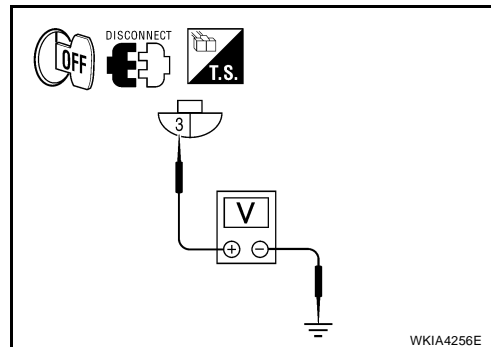 OFF
DISCONNECT
T.S.
3
V
+ −
WKIA4256E